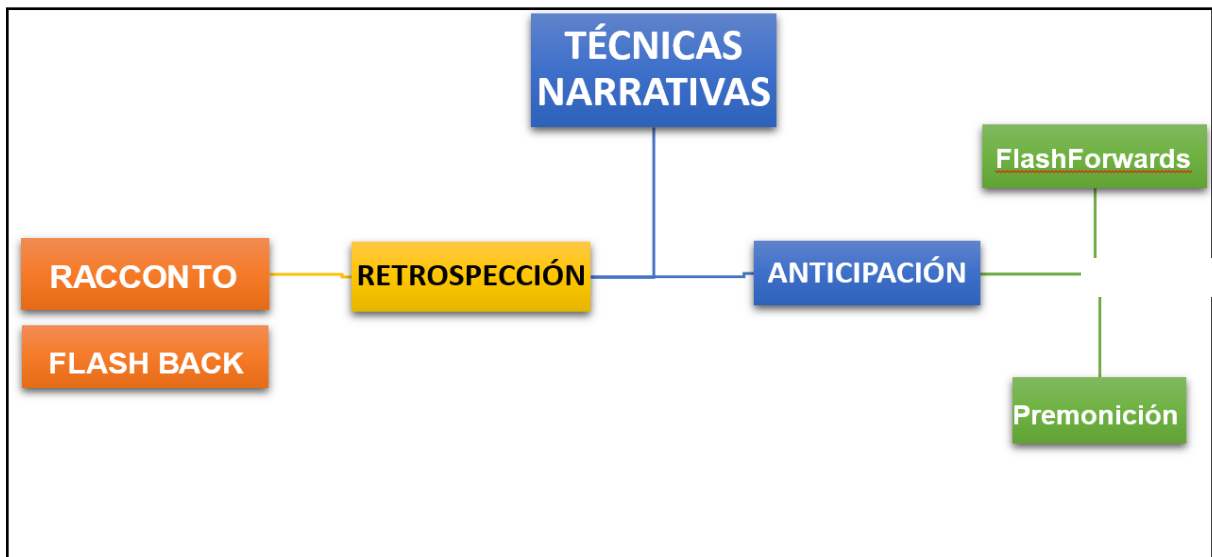 TÉCNICAS
NARRATIVAS
FlashForwards
RACCONTO
RETROSPECCIÓN
ANTICIPACIÓN
FLASH BACK
Premonición